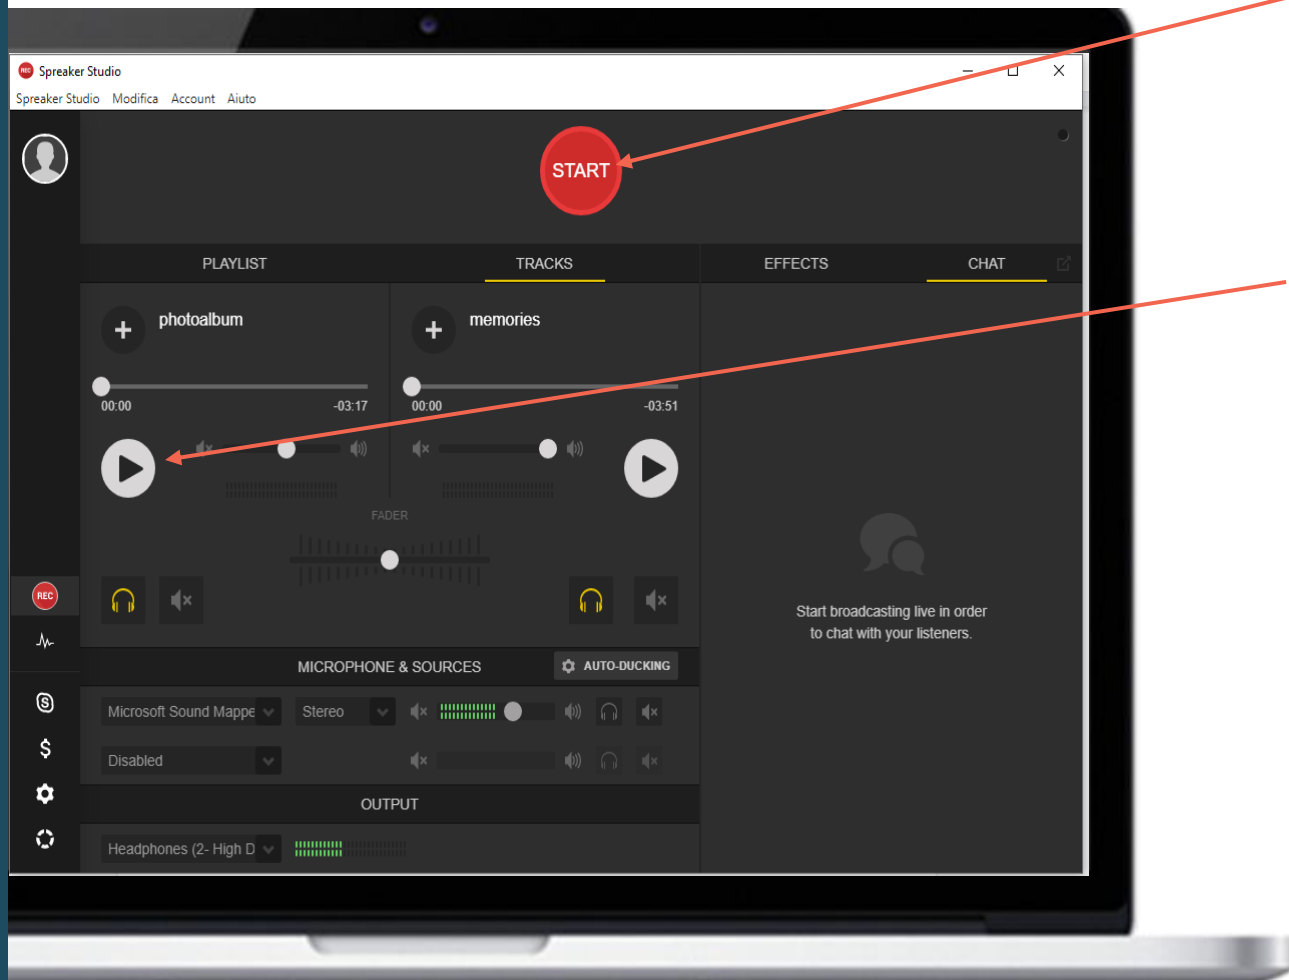 REC Spreaker Studio
Spreaker Studio Modifica Account Aiuto
START
PLAYLIST TRACKS EFFECTS CHAT
photoalbum memories
00:00 -03:17 00:00 -03:51
FADER
REC
Start broadcasting live in order
to chat with your listeners.
MICROPHONE & SOURCES AUTO-DUCKING
Microsoft Sound Mappe Stereo
Disabled
OUTPUT
Headphones (2- High D